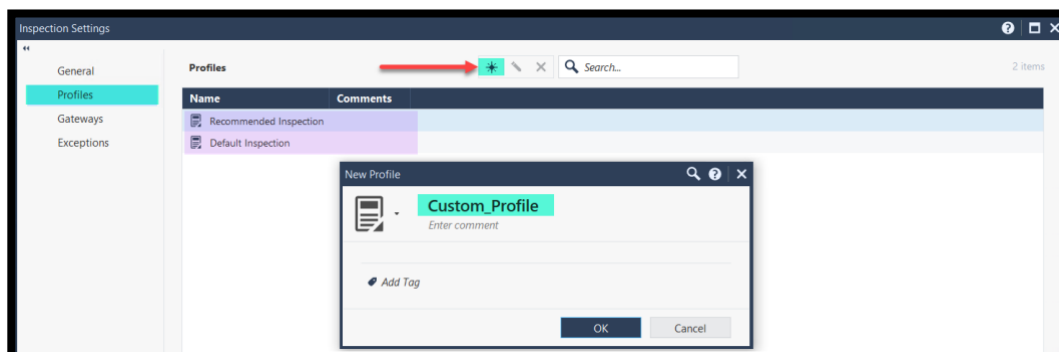 Inspection Settings
General
Profiles
Gateways
Exceptions
Profiles
Search...
2 items
Name Comments
Recommended Inspection
Default Inspection
New Profile
Custom_Profile
Enter comment
Add Tag
OK Cancel